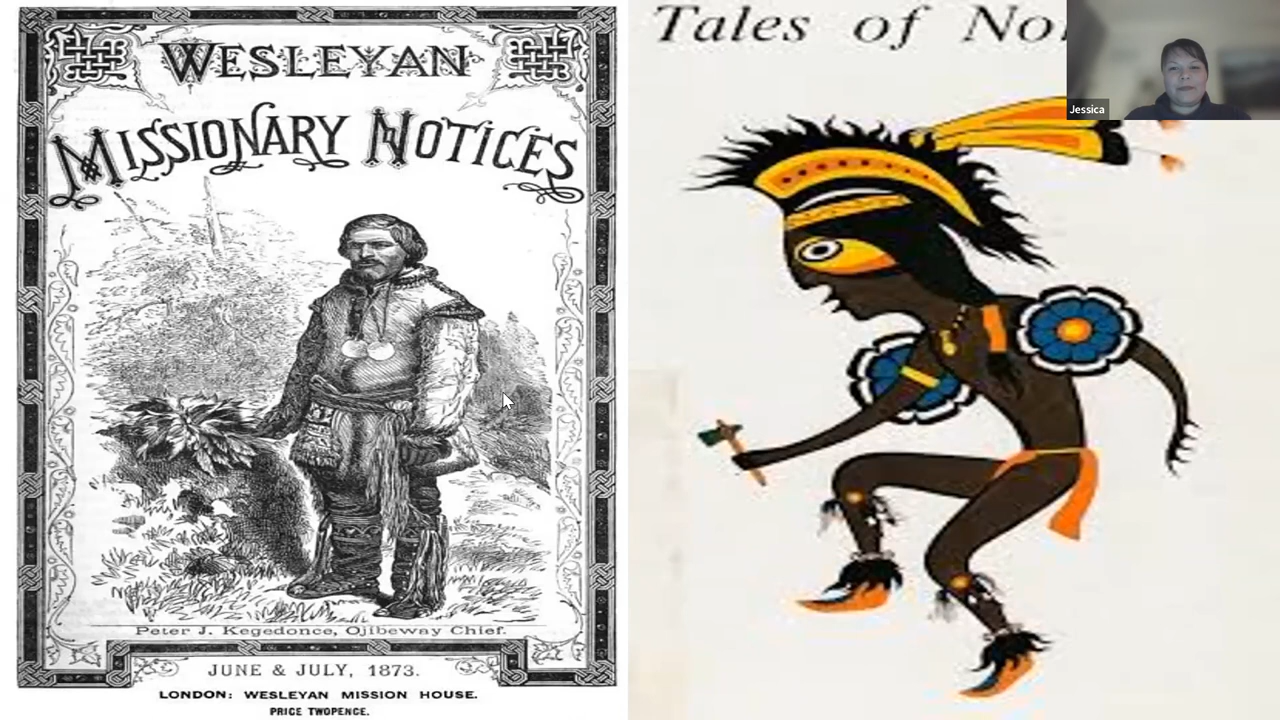 WESLEYAN
MISSIONARY NOTICES
Peter J. Kegedonce, Ojibeway Chief.
JUNE & JULY, 1873.
LONDON: WESLEYAN MISSION HOUSE.
PRICE TWOPENCE.
Tales of
Jessica